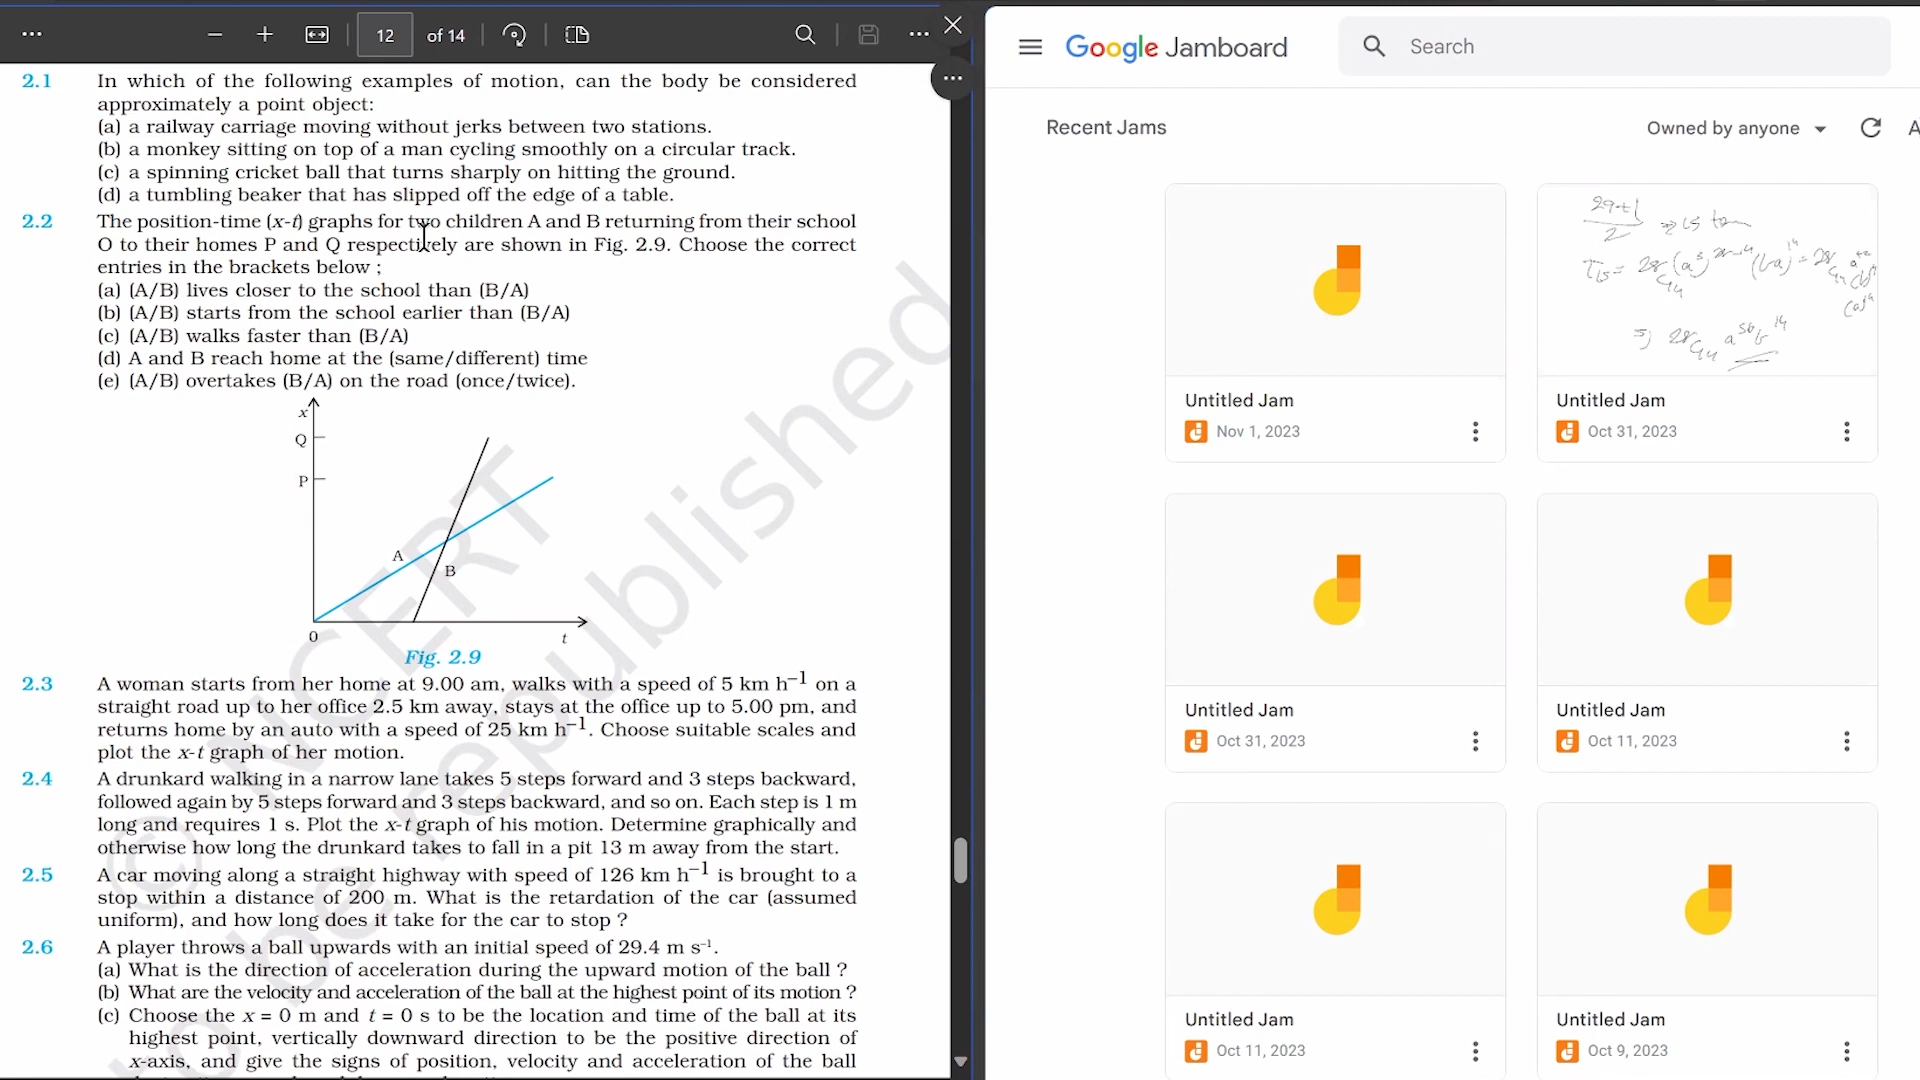 12 of 14
2.1 In which of the following examples of motion, can the body be considered
approximately a point object:
(a) a railway carriage moving without jerks between two stations.
(b) a monkey sitting on top of a man cycling smoothly on a circular track.
(c) a spinning cricket ball that turns sharply on hitting the ground.
(d) a tumbling beaker that has slipped off the edge of a table.
2.2 The position-time (x-t) graphs for two children A and B returning from their school
O to their homes P and Q respectively are shown in Fig. 2.9. Choose the correct
entries in the brackets below ;
(a) (A/B) lives closer to the school than (B/A)
(b) (A/B) starts from the school earlier than (B/A)
(c) (A/B) walks faster than (B/A)
(d) A and B reach home at the (same/different) time
(e) (A/B) overtakes (B/A) on the road (once/twice).
x
Q
P
A
B
0
t
Fig. 2.9
2.3 A woman starts from her home at 9.00 am, walks with a speed of 5 km h⁻¹ on a
straight road up to her office 2.5 km away, stays at the office up to 5.00 pm, and
returns home by an auto with a speed of 25 km h⁻¹. Choose suitable scales and
plot the x-t graph of her motion.
2.4 A drunkard walking in a narrow lane takes 5 steps forward and 3 steps backward,
followed again by 5 steps forward and 3 steps backward, and so on. Each step is 1 m
long and requires 1 s. Plot the x-t graph of his motion. Determine graphically and
otherwise how long the drunkard takes to fall in a pit 13 m away from the start.
2.5 A car moving along a straight highway with speed of 126 km h⁻¹ is brought to a
stop within a distance of 200 m. What is the retardation of the car (assumed
uniform), and how long does it take for the car to stop ?
2.6 A player throws a ball upwards with an initial speed of 29.4 m s⁻¹.
(a) What is the direction of acceleration during the upward motion of the ball ?
(b) What are the velocity and acceleration of the ball at the highest point of its motion ?
(c) Choose the x = 0 m and t = 0 s to be the location and time of the ball at its
highest point, vertically downward direction to be the positive direction of
x-axis, and give the signs of position, velocity and acceleration of the ball
© NCERT
to be republished
Google Jamboard
Search
Recent Jams
Owned by anyone
Untitled Jam
Nov 1, 2023
Untitled Jam
Oct 31, 2023
Untitled Jam
Oct 31, 2023
Untitled Jam
Oct 11, 2023
Untitled Jam
Oct 11, 2023
Untitled Jam
Oct 9, 2023